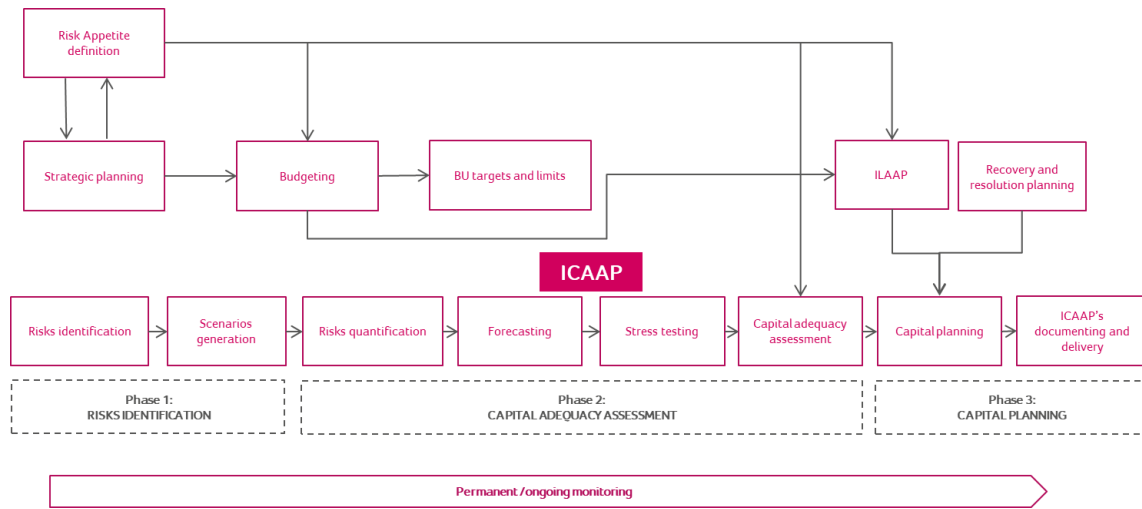 Risk Appetite
definition
Strategic planning
Budgeting
BU targets and limits
ILAAP
Recovery and
resolution planning
ICAAP
Risks identification
Scenarios
generation
Risks quantification
Forecasting
Stress testing
Capital adequacy
assessment
Capital planning
ICAAP's
documenting and
delivery
Phase 1:
RISKS IDENTIFICATION
Phase 2:
CAPITAL ADEQUACY ASSESSMENT
Phase 3:
CAPITAL PLANNING
Permanent /ongoing monitoring